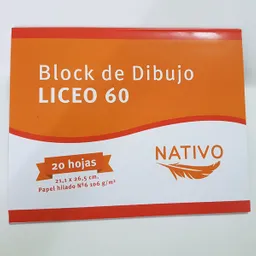 Block de Dibujo
LICEO 60
20 hojas
21,1 x 26,5 cm.
Papel hilado Nº6 106 g/m²
NATIVO